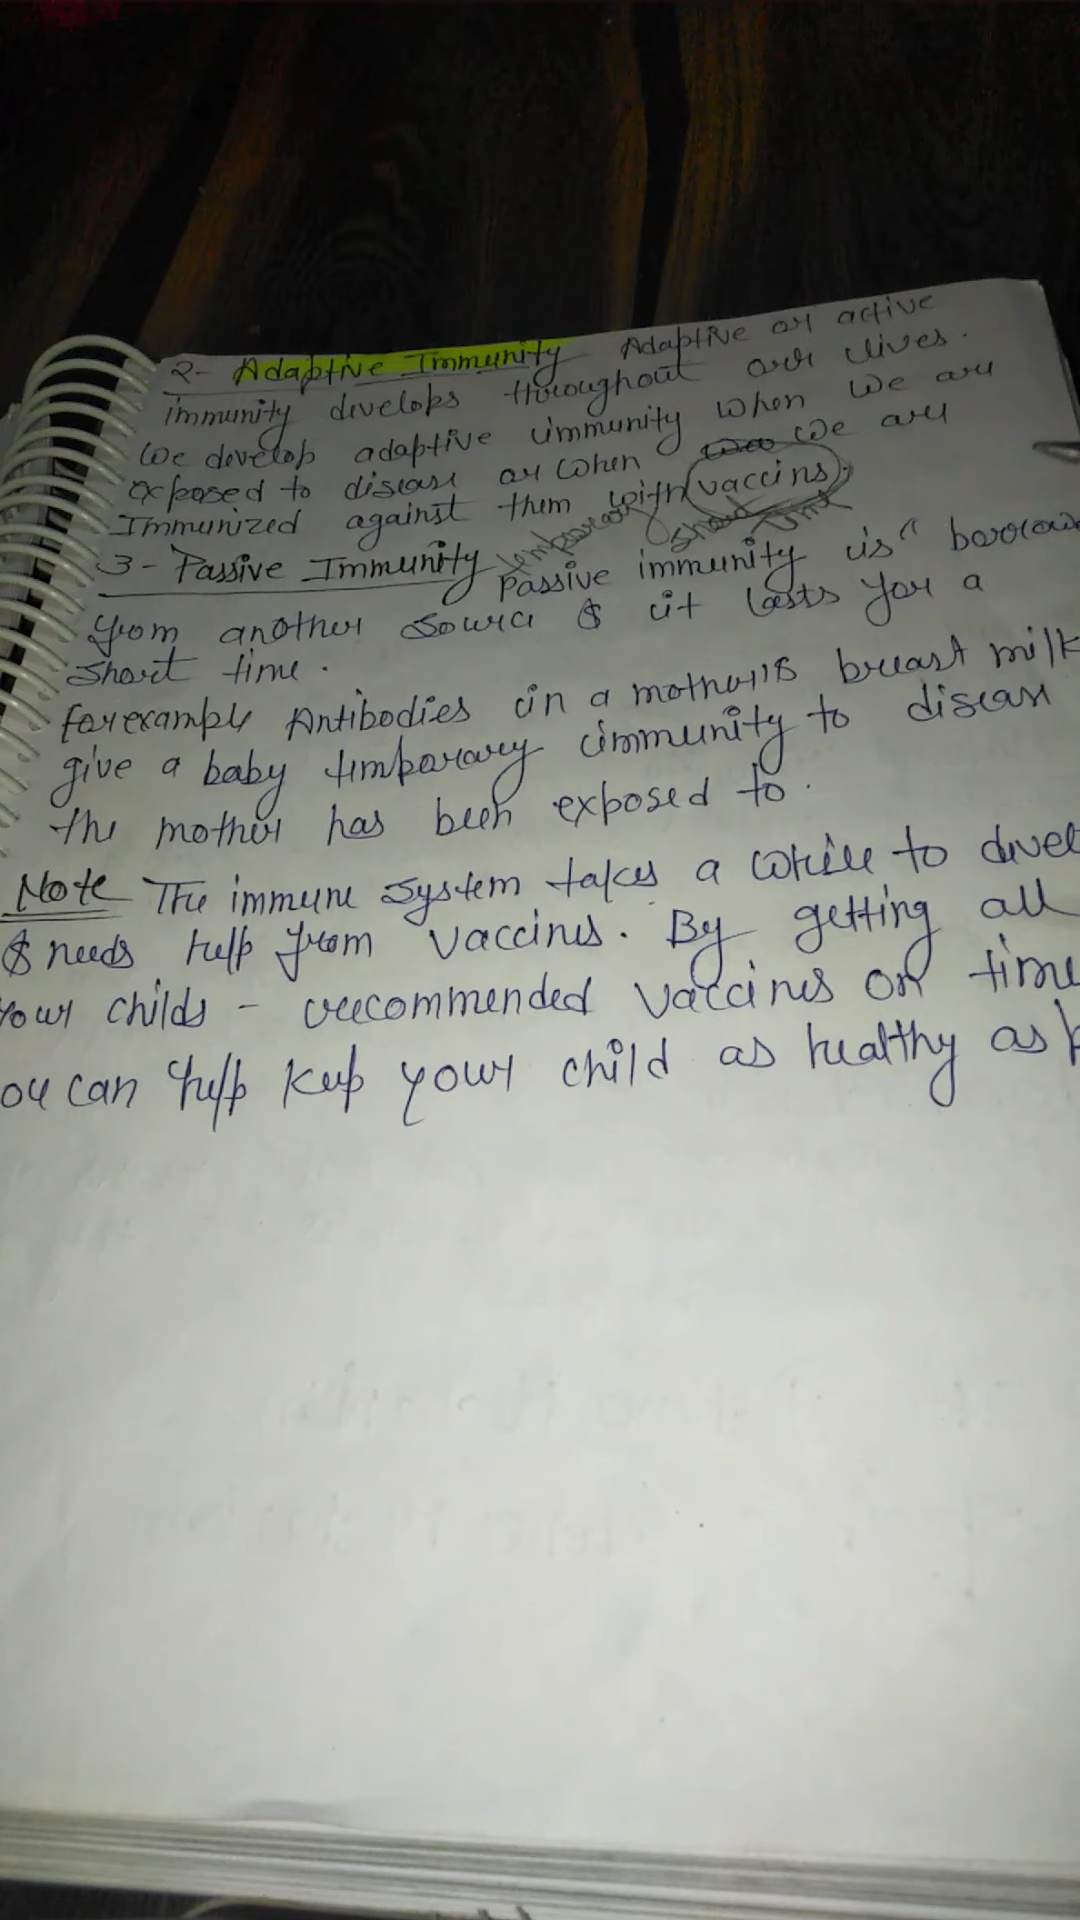 2- Adaptive Immunity Adaptive or active
immunity develops throughout our lives.
We develop adaptive immunity when we are
exposed to disease or when we are
Immunized against them with vaccins.
temporary short time
3- Passive Immunity Passive immunity is " borrow
from another source & it lasts for a
short time.
for example Antibodies in a mother's breast milk
give a baby temporary immunity to disease
the mother has been exposed to.
Note The immune system takes a while to devel
& needs help from vaccines. By getting all
your childs - recommended vaccines on time
ou can help keep your child as healthy as